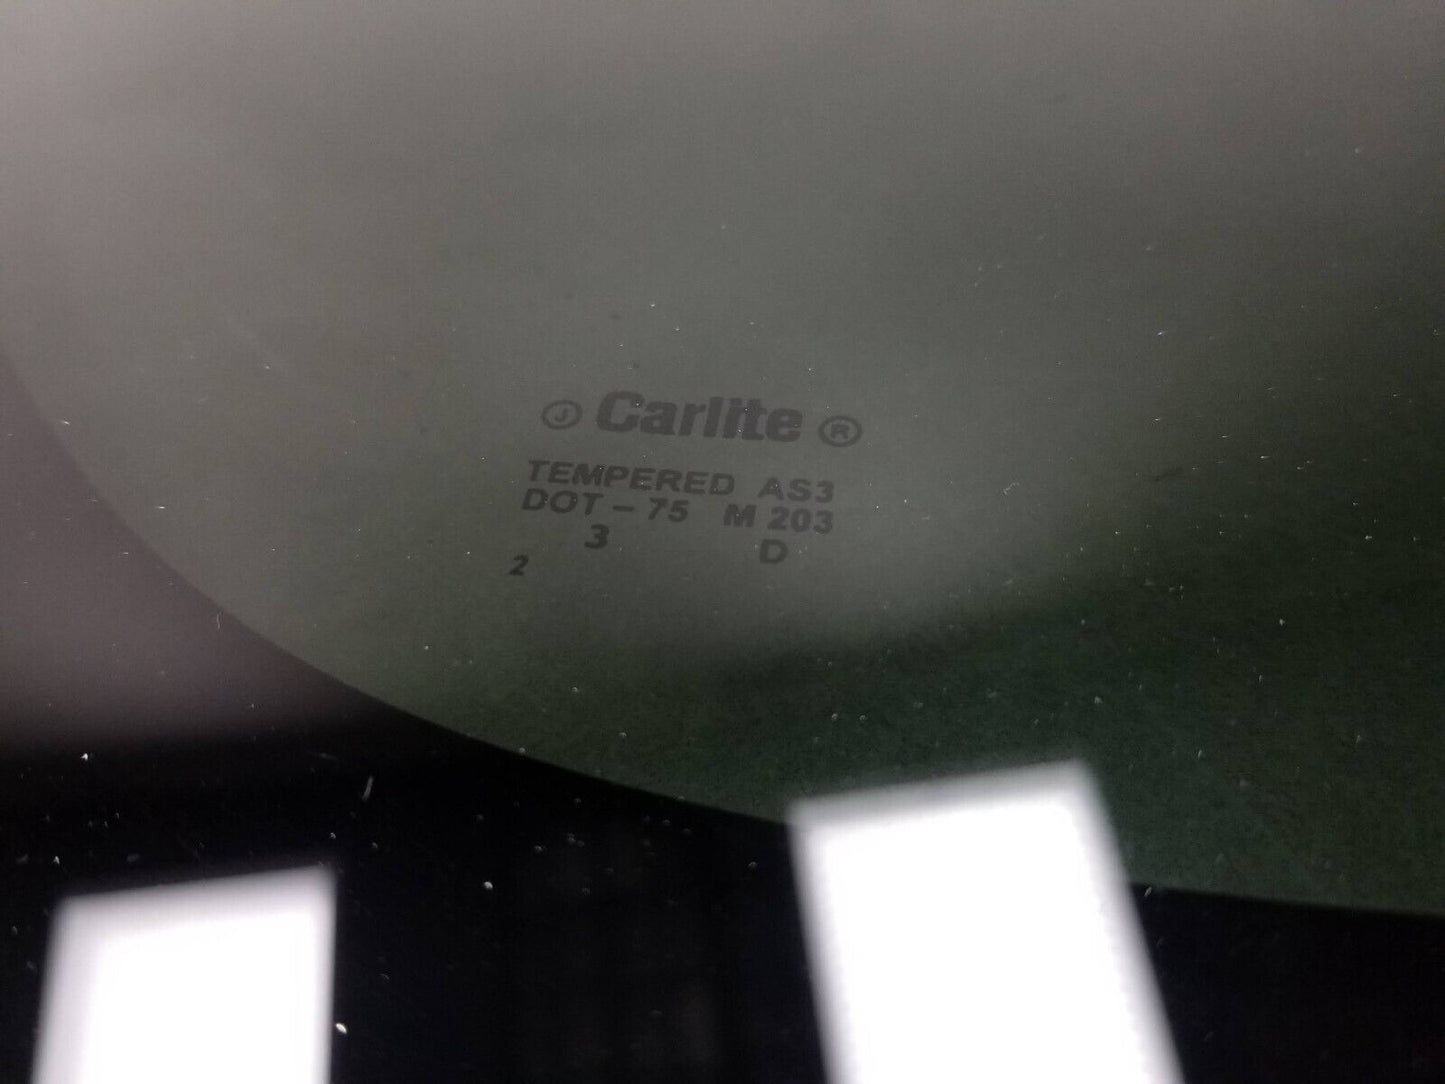 J Carlite ®
TEMPERED AS3
DOT - 75 M 203
3 D
2